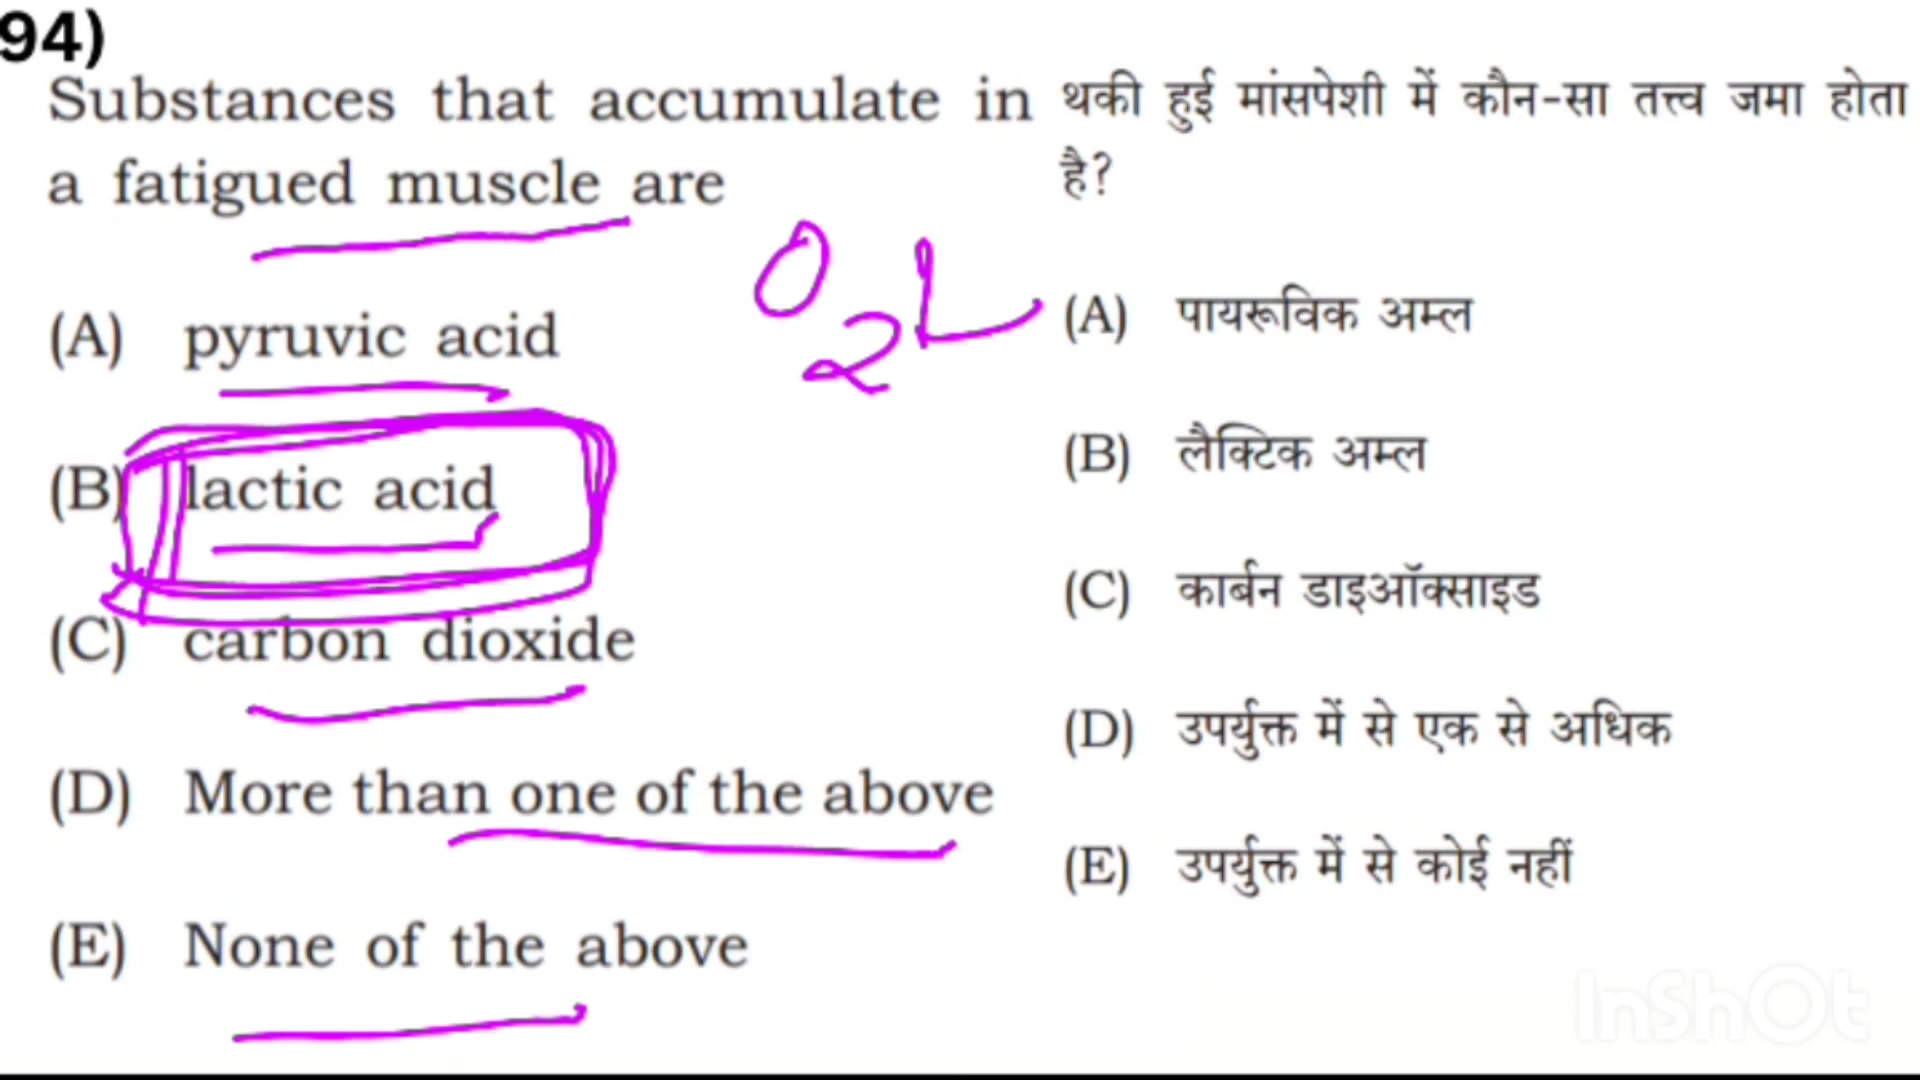 94)
Substances that accumulate in
a fatigued muscle are
(A) pyruvic acid
(B) lactic acid
(C) carbon dioxide
(D) More than one of the above
(E) None of the above
O2L
थकी हुई मांसपेशी में कौन-सा तत्त्व जमा होता
है?
(A) पायरूविक अम्ल
(B) लैक्टिक अम्ल
(C) कार्बन डाइऑक्साइड
(D) उपर्युक्त में से एक से अधिक
(E) उपर्युक्त में से कोई नहीं
InShOt